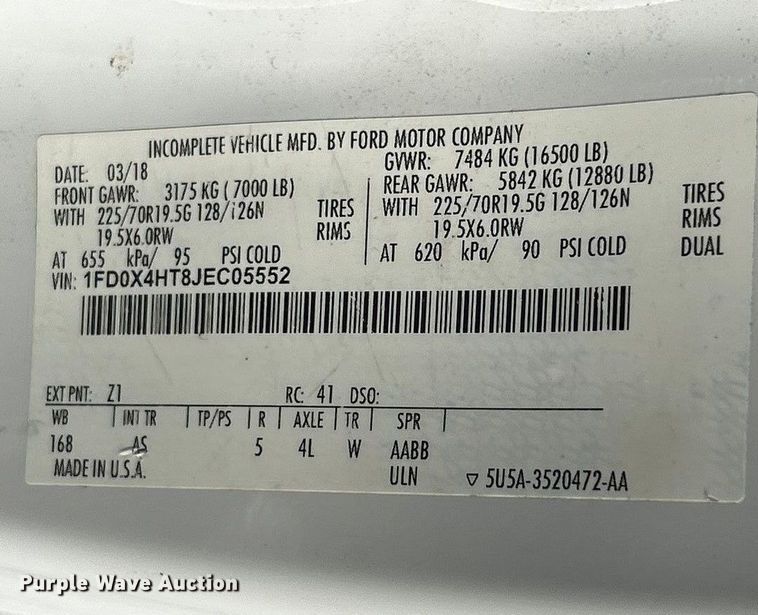 INCOMPLETE VEHICLE MFD. BY FORD MOTOR COMPANY
DATE: 03/18
GVWR: 7484 KG (16500 LB)
FRONT GAWR: 3175 KG (7000 LB)
REAR GAWR: 5842 KG (12880 LB)
WITH 225/70R19.5G 128/126N TIRES
WITH 225/70R19.5G 128/126N TIRES
19.5X6.0RW RIMS
19.5X6.0RW RIMS
AT 655 kPa/ 95 PSI COLD
AT 620 kPa/ 90 PSI COLD DUAL
VIN: 1FD0X4HT8JEC05552
EXT PNT: Z1 RC: 41 DSO:
WB INT TR TP/PS R AXLE TR SPR
168 AS 5 4L W AABB
MADE IN U.S.A. ULN ▽ 5U5A-3520472-AA
Purple Wave Auction